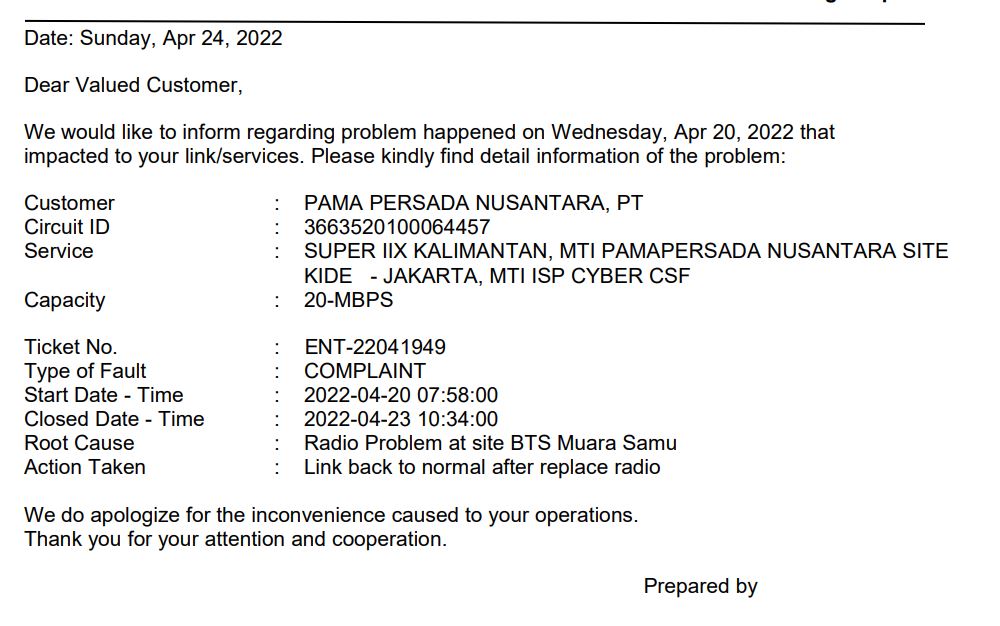 Date: Sunday, Apr 24, 2022
Dear Valued Customer,
We would like to inform regarding problem happened on Wednesday, Apr 20, 2022 that
impacted to your link/services. Please kindly find detail information of the problem:
Customer : PAMA PERSADA NUSANTARA, PT
Circuit ID : 3663520100064457
Service : SUPER IIX KALIMANTAN, MTI PAMAPERSADA NUSANTARA SITE
KIDE - JAKARTA, MTI ISP CYBER CSF
Capacity : 20-MBPS
Ticket No. : ENT-22041949
Type of Fault : COMPLAINT
Start Date - Time : 2022-04-20 07:58:00
Closed Date - Time : 2022-04-23 10:34:00
Root Cause : Radio Problem at site BTS Muara Samu
Action Taken : Link back to normal after replace radio
We do apologize for the inconvenience caused to your operations.
Thank you for your attention and cooperation.
Prepared by